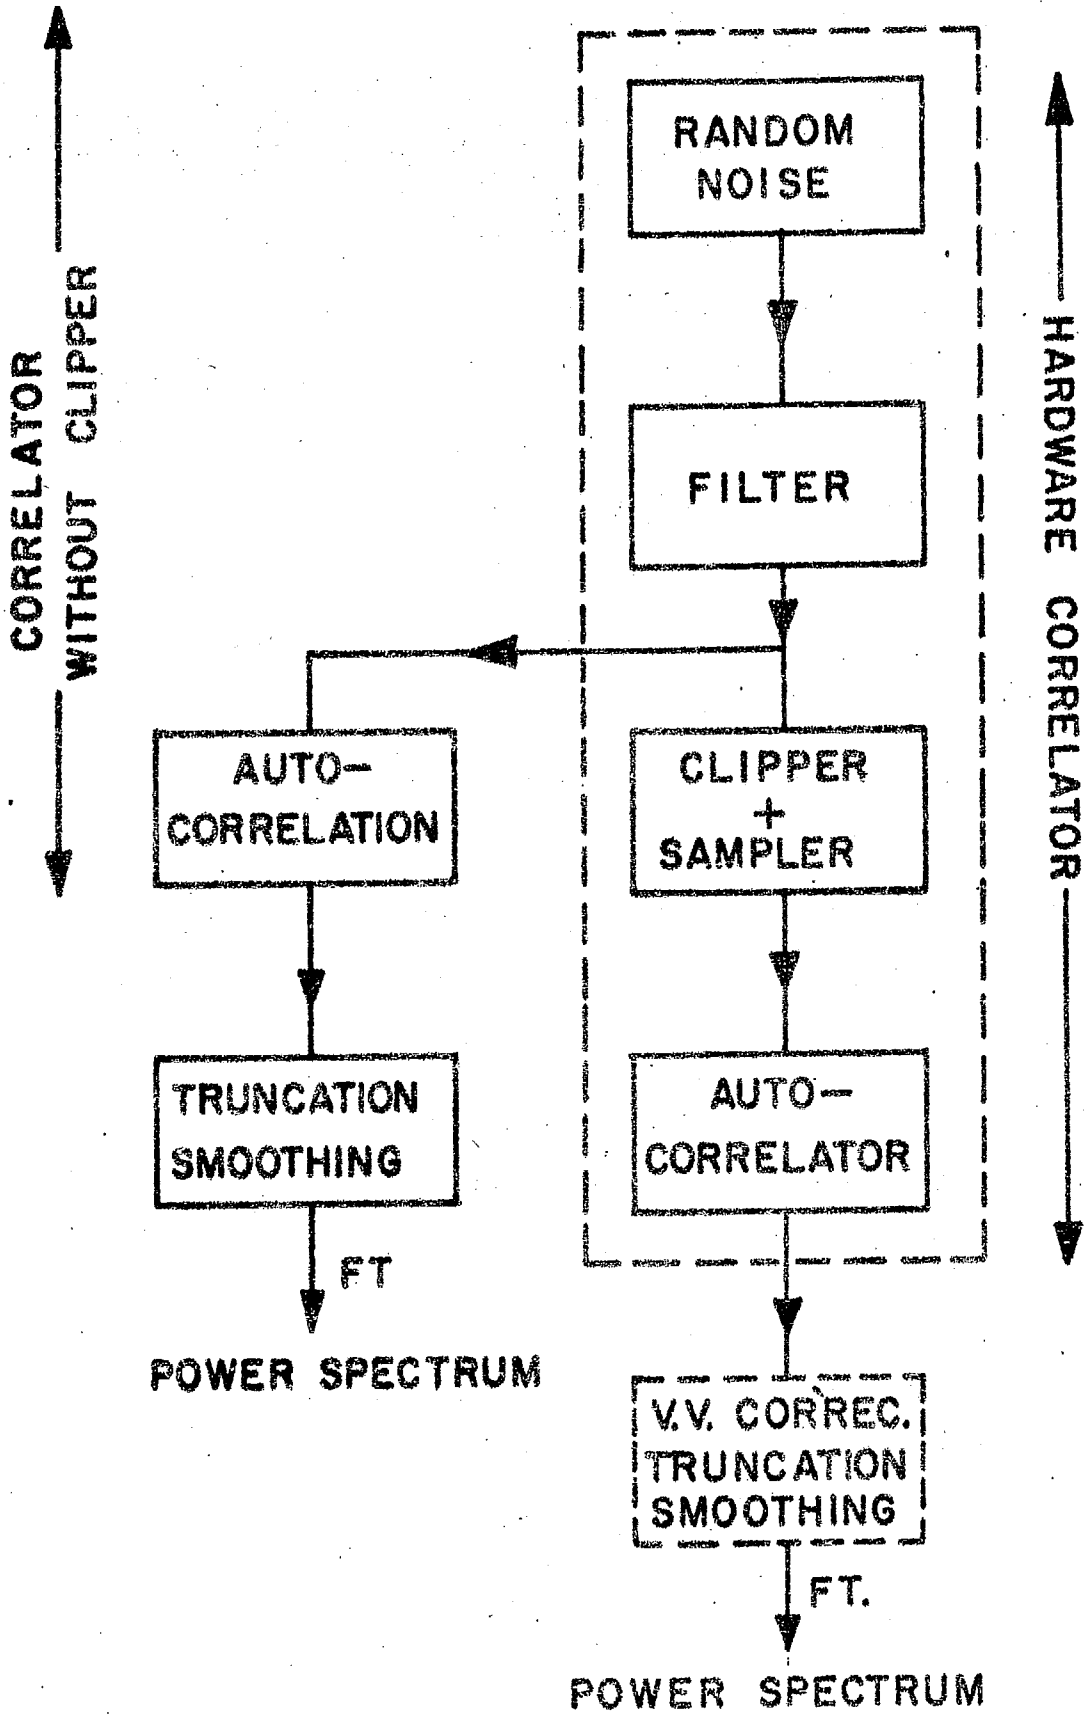 CORRELATOR
WITHOUT CLIPPER
RANDOM
NOISE
FILTER
HARDWARE CORRELATOR
AUTO-
CORRELATION
CLIPPER
+
SAMPLER
TRUNCATION
SMOOTHING
AUTO-
CORRELATOR
FT
POWER SPECTRUM
V.V. CORREC.
TRUNCATION
SMOOTHING
FT.
POWER SPECTRUM